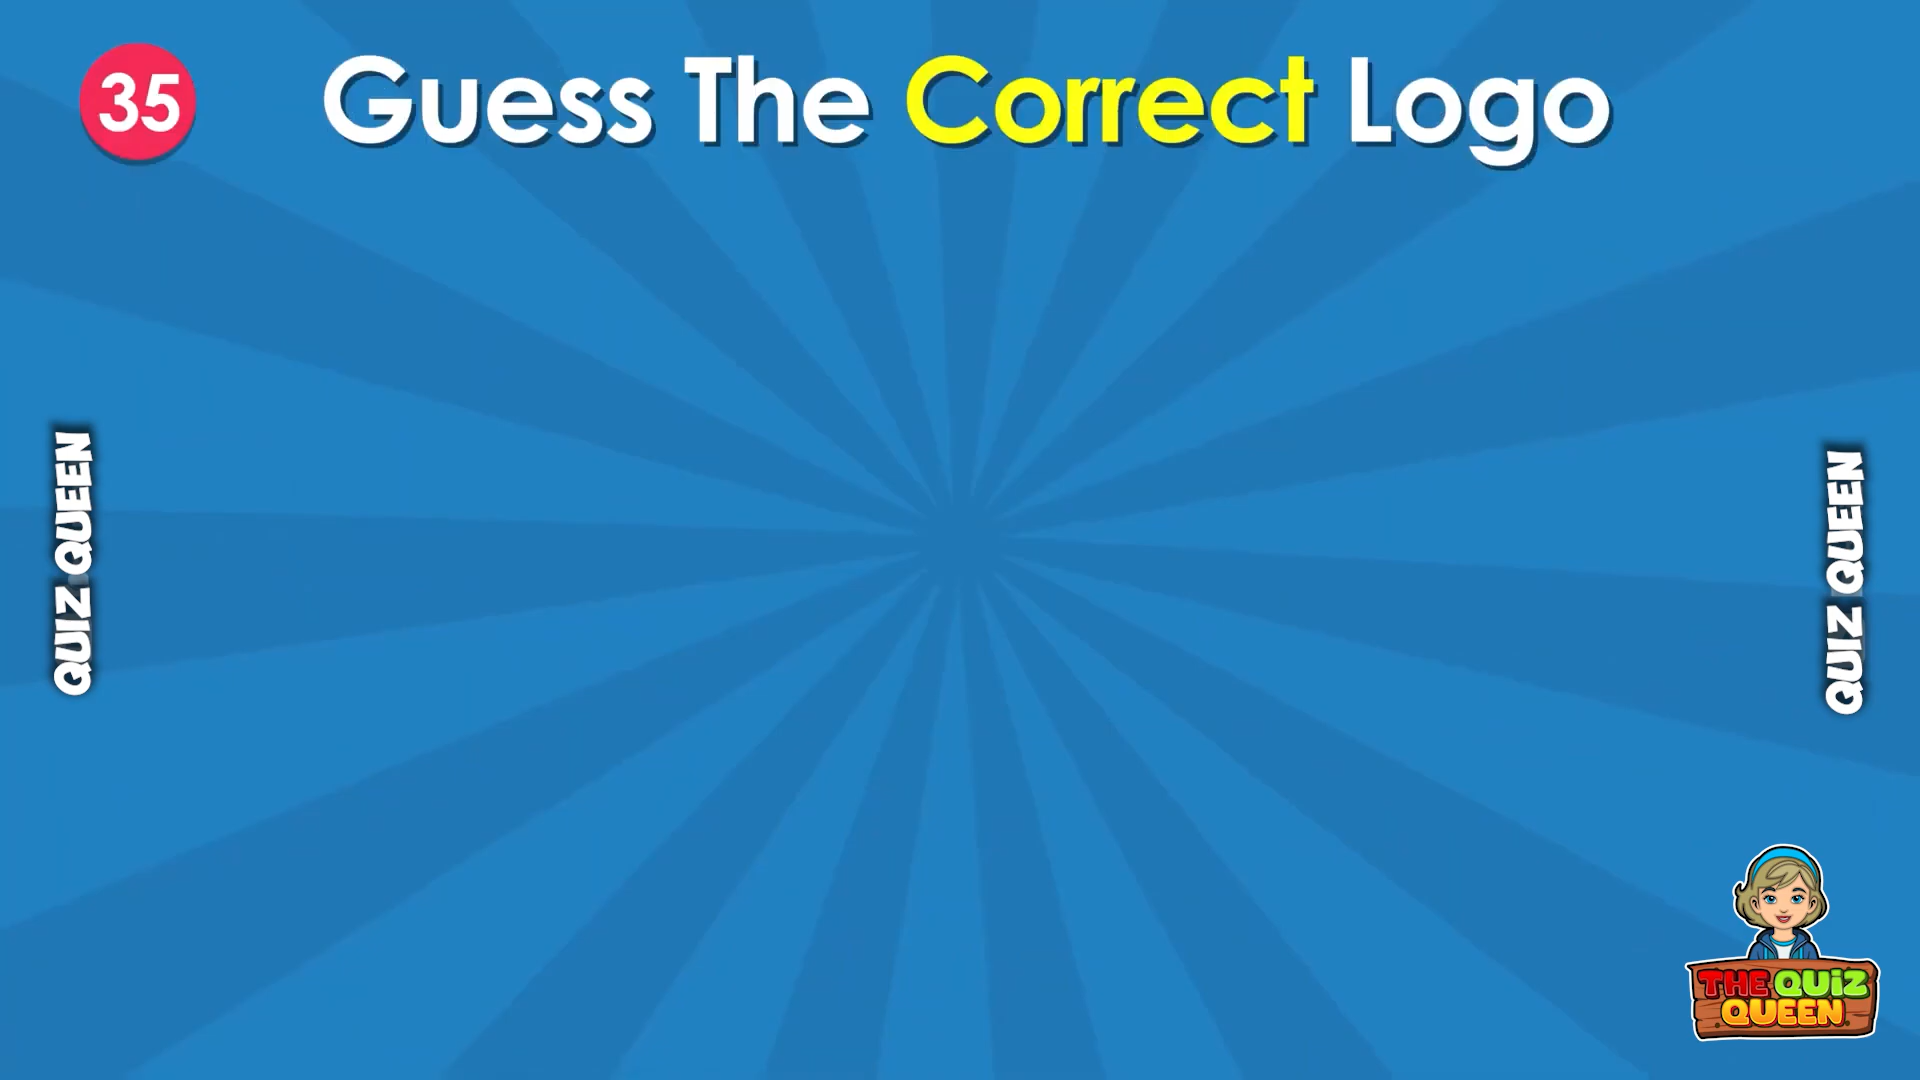 35
Guess The Correct Logo
QUIZ QUEEN
QUIZ QUEEN
THE QUiZ
QUEEN